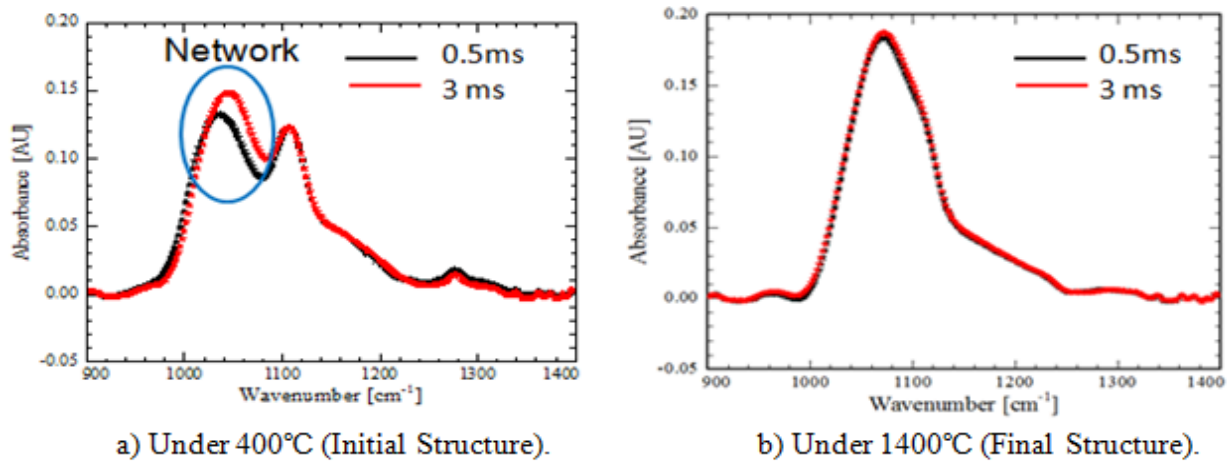 Network
0.5ms
3 ms
0.20
0.15
0.10
0.05
0.00
-0.05
Absorbance [AU]
900
1000
1100
1200
1300
1400
Wavenumber [cm⁻¹]
a) Under 400℃ (Initial Structure).
0.5ms
3 ms
0.20
0.15
0.10
0.05
0.00
-0.05
Absorbance [AU]
900
1000
1100
1200
1300
1400
Wavenumber [cm⁻¹]
b) Under 1400℃ (Final Structure).